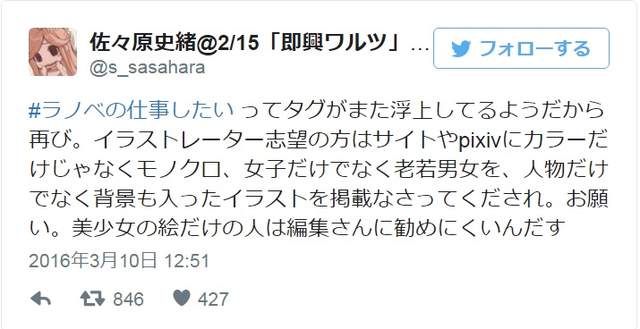 佐々原史緒@2/15「即興ワルツ」...
@s_sasahara
フォローする
#ラノベの仕事したい ってタグがまた浮上してるようだから
再び。イラストレーター志望の方はサイトやpixivにカラーだ
けじゃなくモノクロ、女子だけでなく老若男女を、人物だけ
でなく背景も入ったイラストを掲載なさってくだされ。お願
い。美少女の絵だけの人は編集さんに勧めにくいんだす
2016年3月10日 12:51
846 427